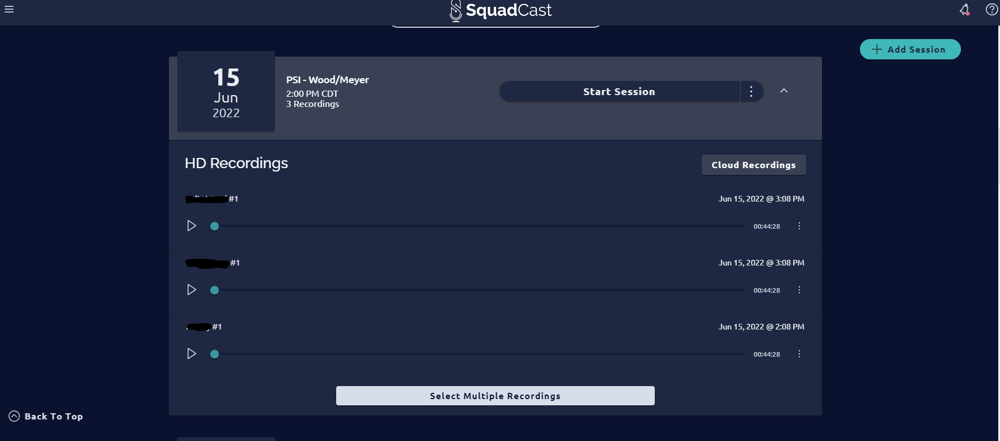 SquadCast
Add Session
15
Jun
2022
PSI - Wood/Meyer
2:00 PM CDT
3 Recordings
Start Session
HD Recordings
Cloud Recordings
#1
Jun 15, 2022 @ 3:08 PM
00:44:28
#1
Jun 15, 2022 @ 3:08 PM
00:44:28
#1
Jun 15, 2022 @ 2:08 PM
00:44:28
Select Multiple Recordings
Back To Top